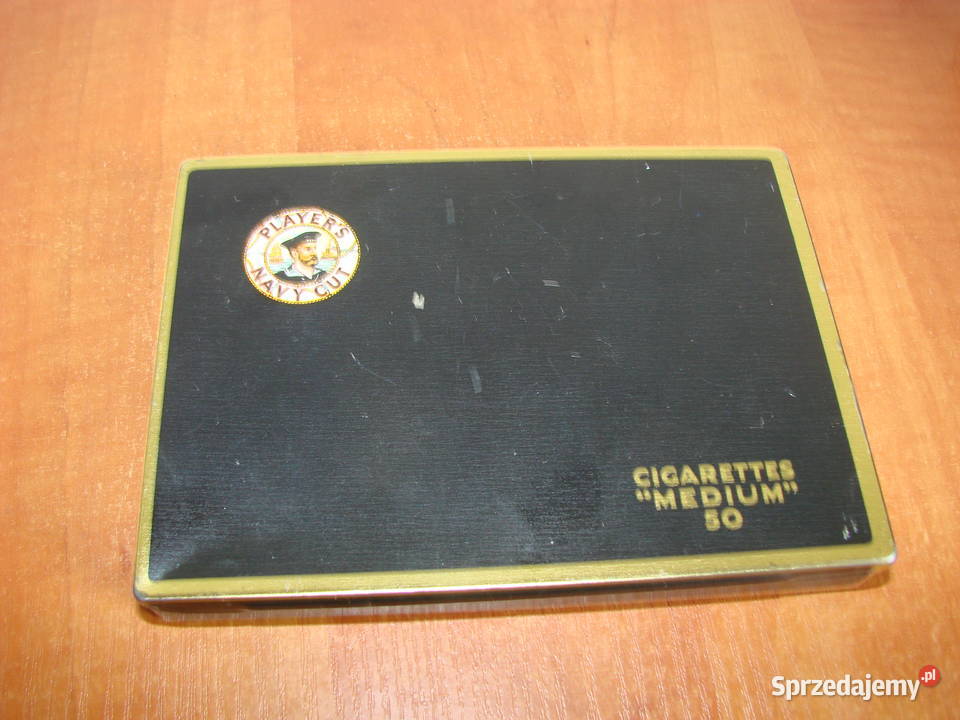 PLAYER'S
NAVY CUT
CIGARETTES
"MEDIUM"
50
Sprzedajemy.pl